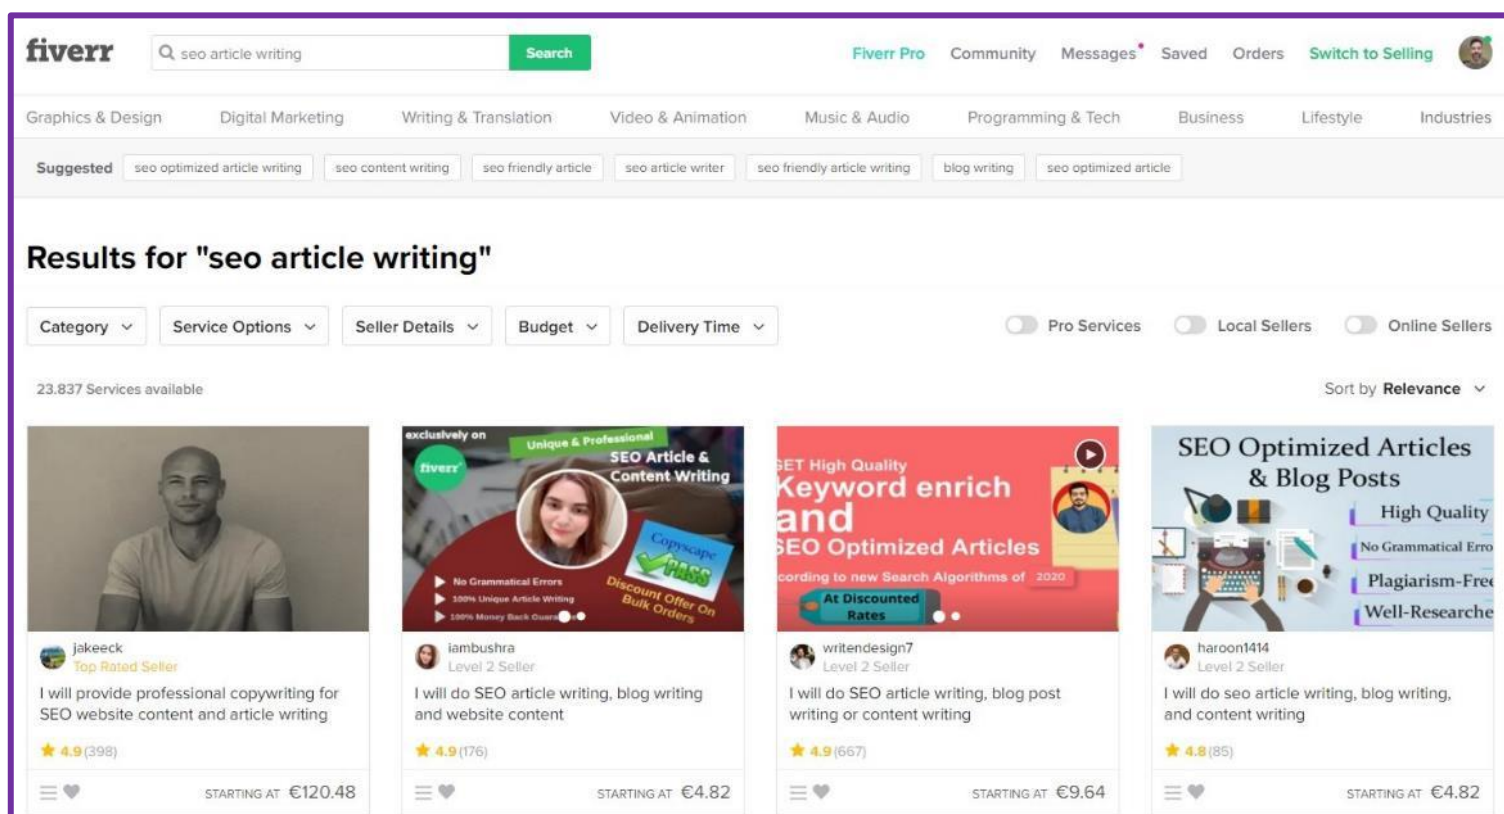 fiverr
seo article writing
Search
Fiverr Pro
Community
Messages
Saved
Orders
Switch to Selling
Graphics & Design
Digital Marketing
Writing & Translation
Video & Animation
Music & Audio
Programming & Tech
Business
Lifestyle
Industries
Suggested
seo optimized article writing
seo content writing
seo friendly article
seo article writer
seo friendly article writing
blog writing
seo optimized article
Results for "seo article writing"
Category
Service Options
Seller Details
Budget
Delivery Time
Pro Services
Local Sellers
Online Sellers
23.837 Services available
Sort by Relevance
jakeeck
Top Rated Seller
I will provide professional copywriting for
SEO website content and article writing
4.9 (398)
STARTING AT €120.48
exclusively on
fiverr
Unique & Professional
SEO Article &
Content Writing
Copyscape
PASS
No Grammatical Errors
100% Unique Article Writing
100% Money Back
Discount Offer On
Bulk Orders
iambushra
Level 2 Seller
I will do SEO article writing, blog writing
and website content
4.9 (176)
STARTING AT €4.82
High Quality
Keyword enrich
and
SEO Optimized Articles
to new Search Algorithms of 2020
At Discounted
Rates
writendesign7
Level 2 Seller
I will do SEO article writing, blog post
writing or content writing
4.9 (667)
STARTING AT €9.64
SEO Optimized Articles
& Blog Posts
High Quality
No Grammatical Erro
Plagiarism-Free
Well-Researche
haroon1414
Level 2 Seller
I will do seo article writing, blog writing,
and content writing
4.8 (85)
STARTING AT €4.82